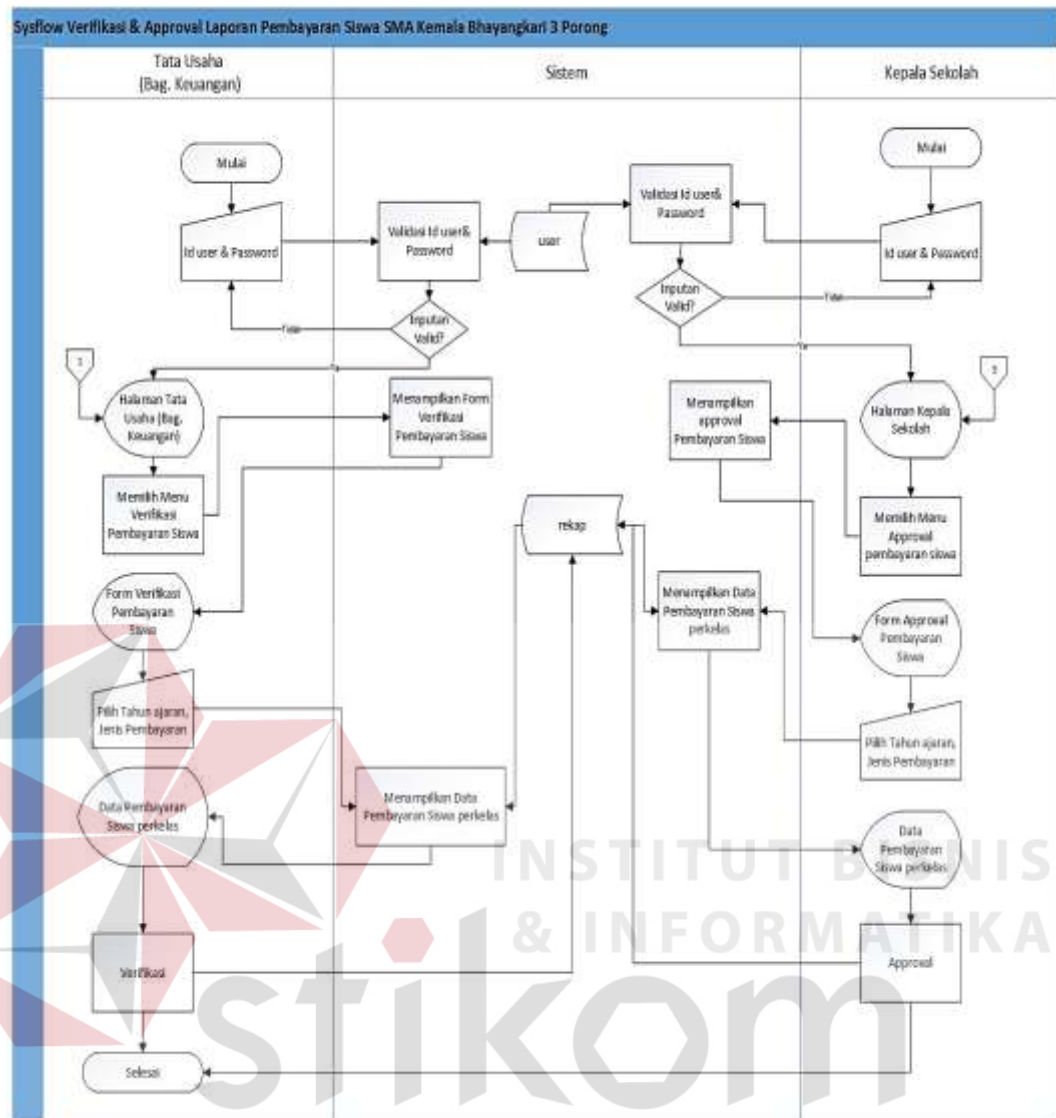 Sysflow Verifikasi & Approval Laporan Pembayaran Siswa SMA Kemala Bhayangkari 3 Porong
Tata Usaha
(Bag. Keuangan)
Sistem
Kepala Sekolah
Mulai
Mulai
Validasi Id user&
Password
Id user & Password
Validasi Id user&
Password
user
Id user & Password
Inputan
Valid?
Inputan
Valid?
Tidak
Tidak
Ya
Ya
1
Halaman Tata
Usaha (Bag.
Keuangan)
Menampilkan Form
Verifikasi
Pembayaran Siswa
Menampilkan
approval
Pembayaran Siswa
Halaman Kepala
Sekolah
Memilih Menu
Verifikasi
Pembayaran Siswa
rekap
Memilih Menu
Approval
pembayaran siswa
Form Verifikasi
Pembayaran
Siswa
Menampilkan Data
Pembayaran Siswa
perkelas
Form Approval
Pembayaran
Siswa
Pilih Tahun ajaran,
Jenis Pembayaran
Pilih Tahun ajaran,
Jenis Pembayaran
Data Pembayaran
Siswa perkelas
Menampilkan Data
Pembayaran Siswa perkelas
Data
Pembayaran
Siswa perkelas
Verifikasi
Approval
Selesai
INSTITUT BISNIS
& INFORMATIKA
stikom